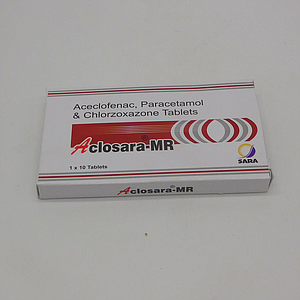 Aceclofenac, Paracetamol
& Chlorzoxazone Tablets
Aclosara®-MR
1 x 10 Tablets
SARA
Aclosara®-MR